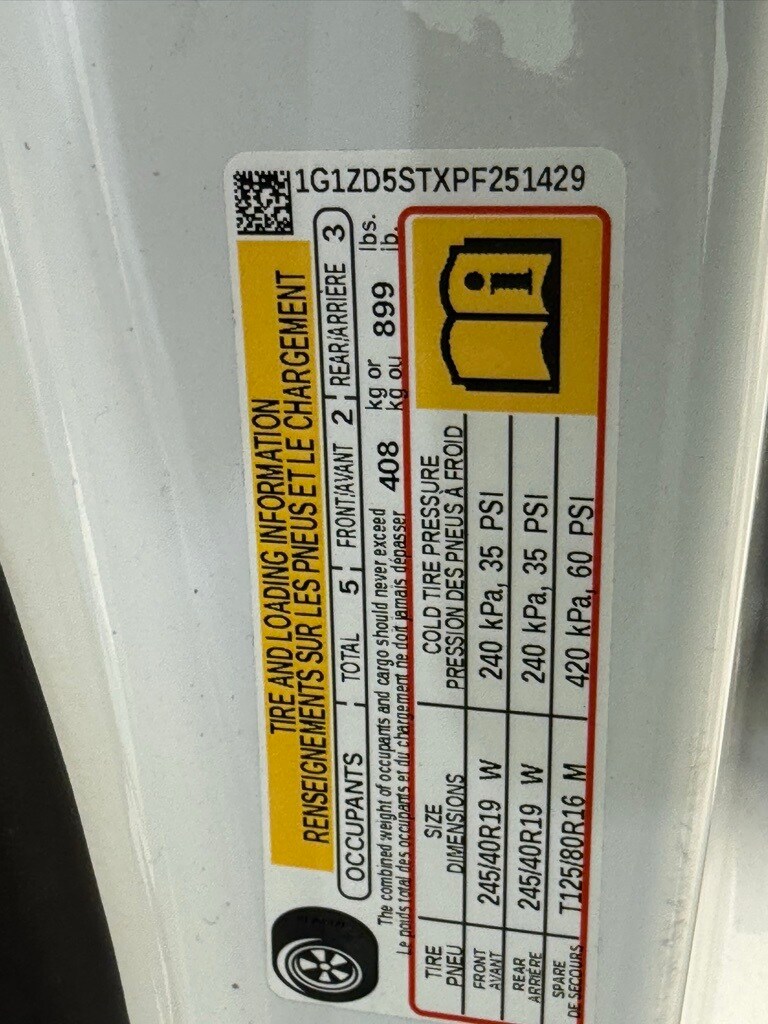 1G1ZD5STXPF251429
TIRE AND LOADING INFORMATION
RENSEIGNEMENTS SUR LES PNEUS ET LE CHARGEMENT
OCCUPANTS TOTAL 5 FRONT/AVANT 2 REAR/ARRIÈRE 3
The combined weight of occupants and cargo should never exceed 408 kg or 899 lbs.
Le poids total des occupants et du chargement ne doit jamais dépasser kg ou lb.
TIRE SIZE COLD TIRE PRESSURE
PNEU DIMENSIONS PRESSION DES PNEUS À FROID
FRONT
AVANT 245/40R19 W 240 kPa, 35 PSI
REAR
ARRIÈRE 245/40R19 W 240 kPa, 35 PSI
SPARE
DE SECOURS T125/80R16 M 420 kPa, 60 PSI